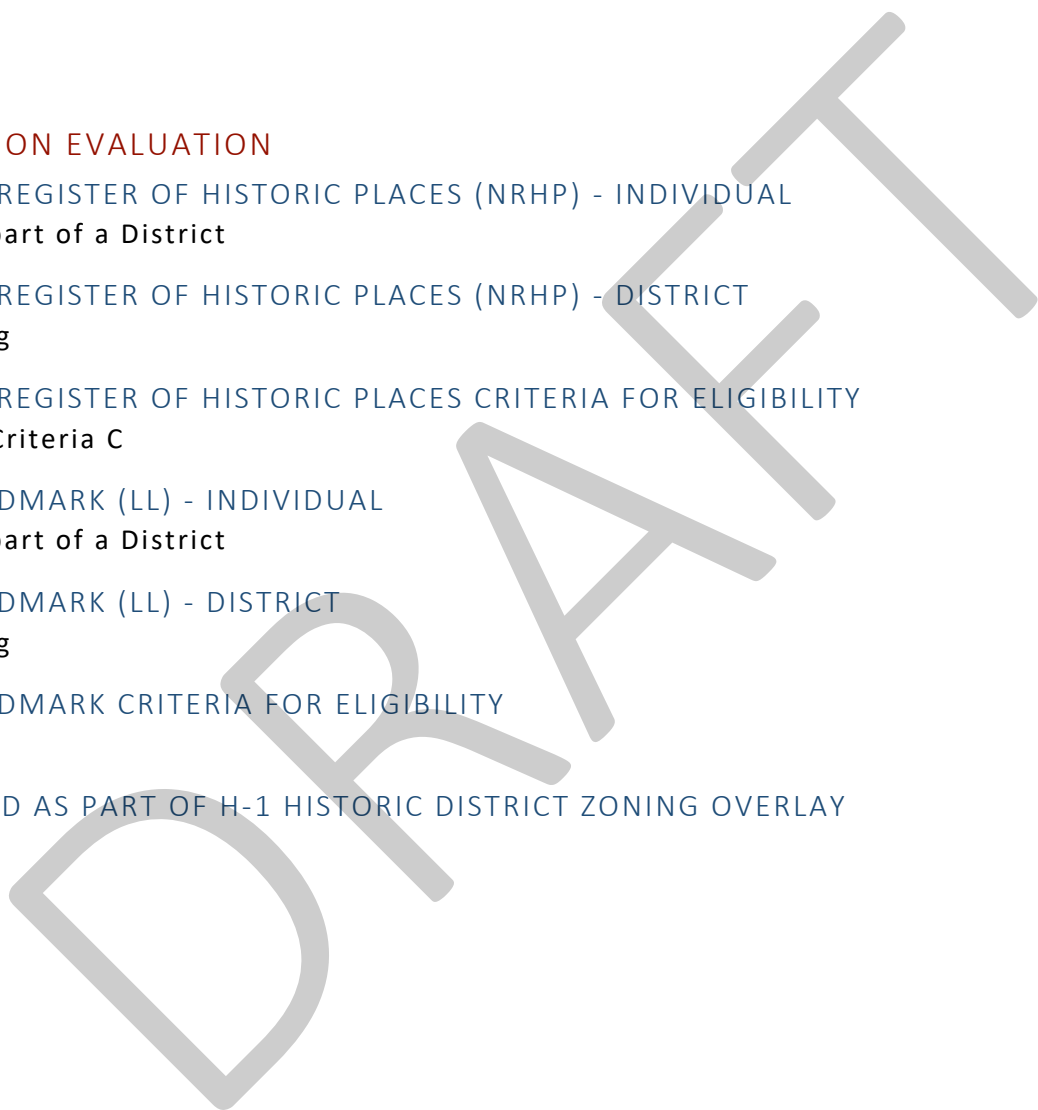 ON EVALUATION
REGISTER OF HISTORIC PLACES (NRHP) - INDIVIDUAL
part of a District
REGISTER OF HISTORIC PLACES (NRHP) - DISTRICT
g
REGISTER OF HISTORIC PLACES CRITERIA FOR ELIGIBILITY
Criteria C
DMARK (LL) - INDIVIDUAL
part of a District
DMARK (LL) - DISTRICT
g
DMARK CRITERIA FOR ELIGIBILITY
D AS PART OF H-1 HISTORIC DISTRICT ZONING OVERLAY
DRAFT